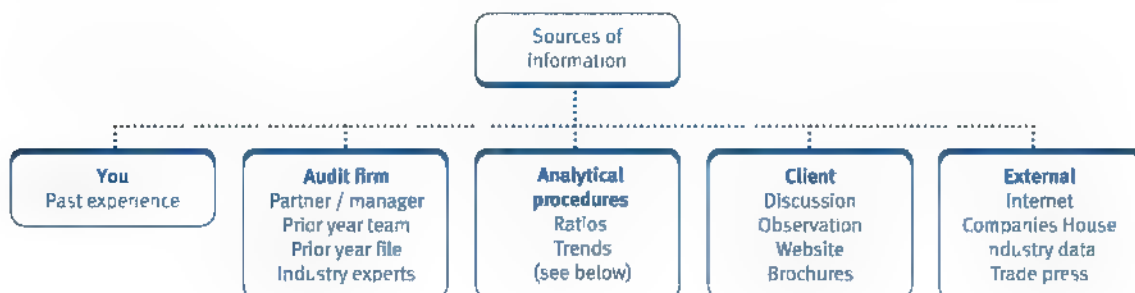 Sources of
information
You
Past experience
Audit firm
Partner / manager
Prior year team
Prior year file
Industry experts
Analytical
procedures
Ratios
Trends
(see below)
Client
Discussion
Observation
Website
Brochures
External
Internet
Companies House
Industry data
Trade press